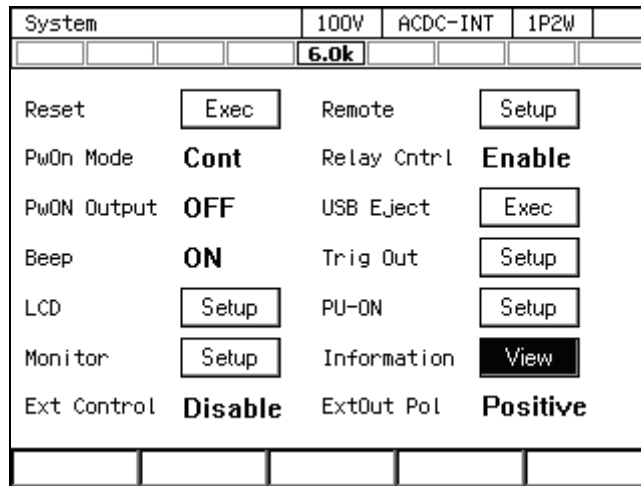 System 100V ACDC-INT 1P2W
6.0k
Reset Exec Remote Setup
PwOn Mode Cont Relay Cntrl Enable
PwON Output OFF USB Eject Exec
Beep ON Trig Out Setup
LCD Setup PU-ON Setup
Monitor Setup Information View
Ext Control Disable ExtOut Pol Positive